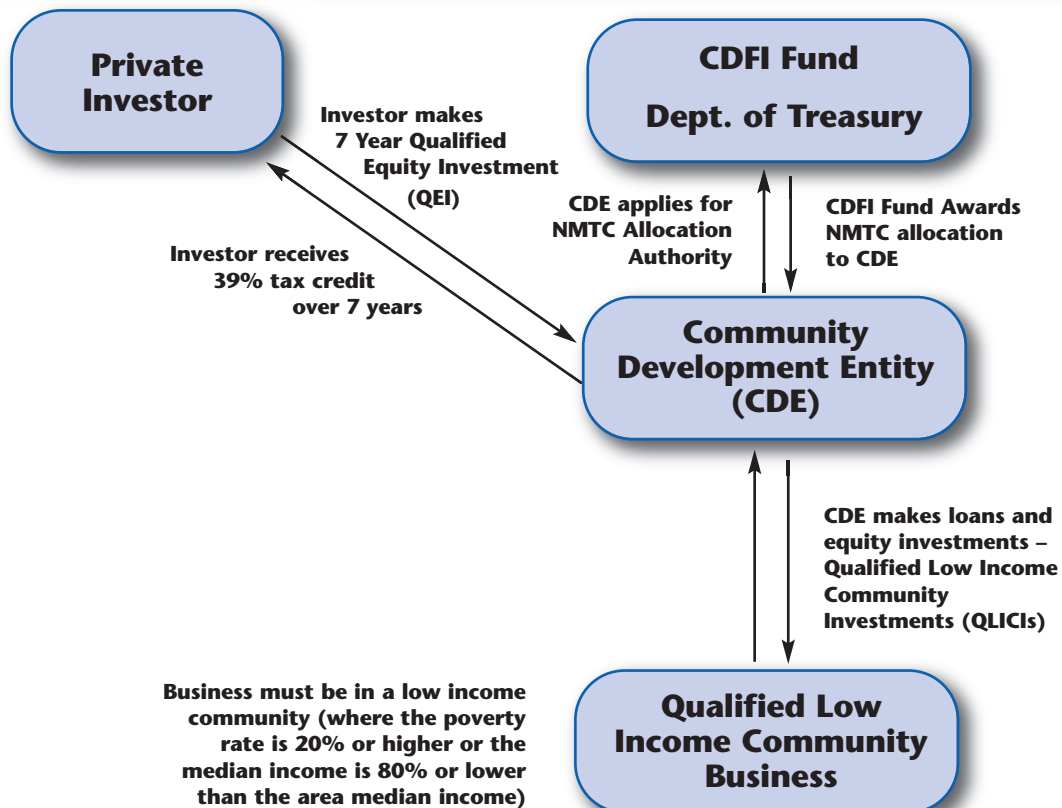 Private
Investor
CDFI Fund
Dept. of Treasury
Investor makes
7 Year Qualified
Equity Investment
(QEI)
Investor receives
39% tax credit
over 7 years
CDE applies for
NMTC Allocation
Authority
CDFI Fund Awards
NMTC allocation
to CDE
Community
Development Entity
(CDE)
CDE makes loans and
equity investments –
Qualified Low Income
Community
Investments (QLICIs)
Business must be in a low income
community (where the poverty
rate is 20% or higher or the
median income is 80% or lower
than the area median income)
Qualified Low
Income Community
Business